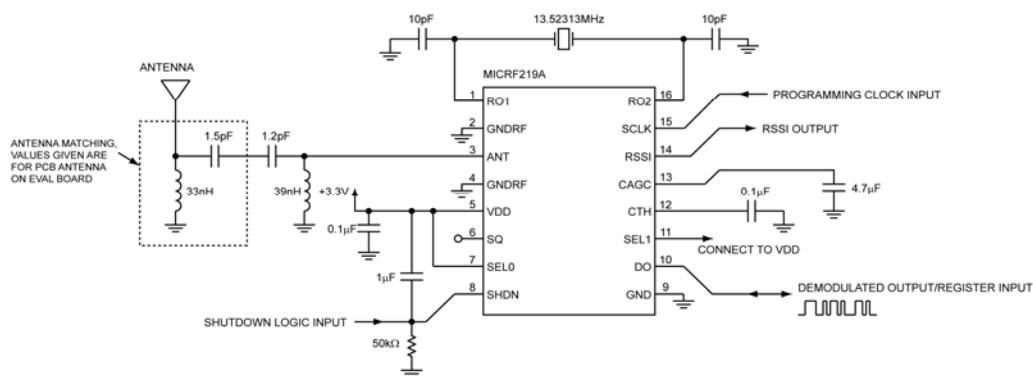 10pF
13.52313MHz
10pF
ANTENNA
MICRF219A
1 RO1
RO2 16
PROGRAMMING CLOCK INPUT
2 GNDRF
SCLK 15
RSSI OUTPUT
ANTENNA MATCHING,
VALUES GIVEN ARE
FOR PCB ANTENNA
ON EVAL BOARD
1.5pF
1.2pF
3 ANT
RSSI 14
33nH
39nH
4 GNDRF
CAGC 13
4.7µF
+3.3V
5 VDD
CTH 12
0.1µF
0.1µF
6 SQ
SEL1 11
CONNECT TO VDD
1µF
7 SEL0
DO 10
DEMODULATED OUTPUT/REGISTER INPUT
8 SHDN
GND 9
SHUTDOWN LOGIC INPUT
50kΩ